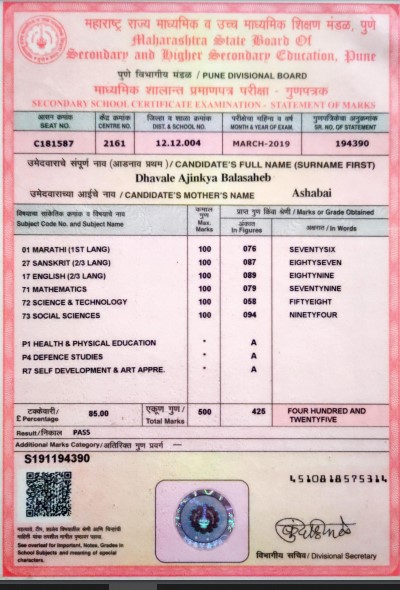 महाराष्ट्र राज्य माध्यमिक व उच्च माध्यमिक शिक्षण मंडळ, पुणे
Maharashtra State Board Of
Secondary and Higher Secondary Education, Pune
पुणे विभागीय मंडळ / PUNE DIVISIONAL BOARD
माध्यमिक शालान्त प्रमाणपत्र परीक्षा - गुणपत्रक
SECONDARY SCHOOL CERTIFICATE EXAMINATION - STATEMENT OF MARKS
आसन क्रमांक केंद्र क्रमांक जिल्हा व शाळा क्रमांक परीक्षेचा महिना व वर्ष गुणपत्रिकेचा अनुक्रमांक
SEAT NO. CENTRE NO. DIST. & SCHOOL NO. MONTH & YEAR OF EXAM. SR. NO. OF STATEMENT
C181587 2161 12.12.004 MARCH-2019 194390
उमेदवाराचे संपूर्ण नाव (आडनाव प्रथम) / CANDIDATE'S FULL NAME (SURNAME FIRST)
Dhavale Ajinkya Balasaheb
उमेदवाराच्या आईचे नाव / CANDIDATE'S MOTHER'S NAME Ashabai
विषयाचा सांकेतिक क्रमांक व विषयाचे नाव
Subject Code No. and Subject Name
कमाल गुण Max. Marks
प्राप्त गुण किंवा श्रेणी / Marks or Grade Obtained
अंकात In Figures अक्षरात / In Words
01 MARATHI (1ST LANG) 100 076 SEVENTYSIX
27 SANSKRIT (2/3 LANG) 100 087 EIGHTYSEVEN
17 ENGLISH (2/3 LANG) 100 089 EIGHTYNINE
71 MATHEMATICS 100 079 SEVENTYNINE
72 SCIENCE & TECHNOLOGY 100 058 FIFTYEIGHT
73 SOCIAL SCIENCES 100 094 NINETYFOUR
P1 HEALTH & PHYSICAL EDUCATION * A
P4 DEFENCE STUDIES * A
R7 SELF DEVELOPMENT & ART APPRE. * A
टक्केवारी / Percentage 85.00 एकूण गुण / Total Marks 500 425 FOUR HUNDRED AND
TWENTYFIVE
Result/निकाल PASS
Additional Marks Category/अतिरिक्त गुण प्रवर्ग —
S191194390
4510818575314
See overleaf for Important, Notes, Grades in
School Subjects and meaning of special
characters.
विभागीय सचिव/ Divisional Secretary